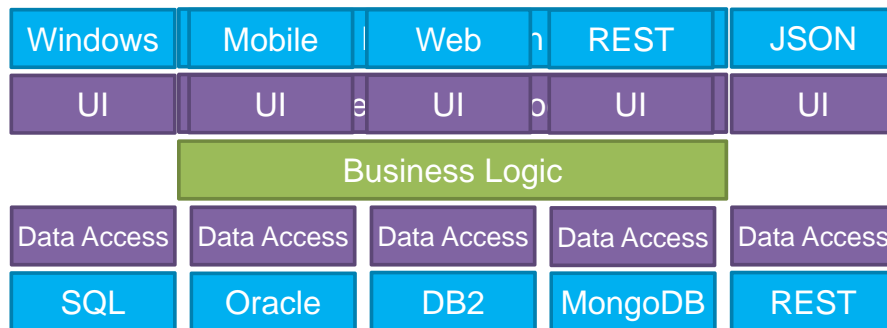 Windows Mobile Web REST JSON
UI UI UI UI UI
Business Logic
Data Access Data Access Data Access Data Access Data Access
SQL Oracle DB2 MongoDB REST